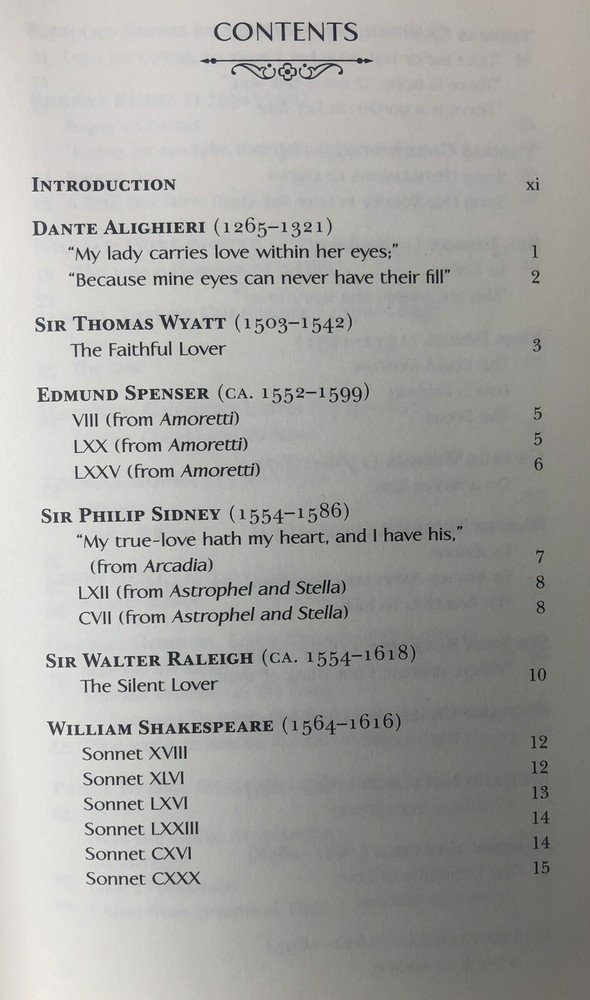 CONTENTS
INTRODUCTION xi
DANTE ALIGHIERI (1265–1321)
“My lady carries love within her eyes;” 1
“Because mine eyes can never have their fill” 2
SIR THOMAS WYATT (1503–1542)
The Faithful Lover 3
EDMUND SPENSER (CA. 1552–1599)
VIII (from Amoretti) 5
LXX (from Amoretti) 5
LXXV (from Amoretti) 6
SIR PHILIP SIDNEY (1554–1586)
“My true-love hath my heart, and I have his,”
(from Arcadia) 7
LXII (from Astrophel and Stella) 8
CVII (from Astrophel and Stella) 8
SIR WALTER RALEIGH (CA. 1554–1618)
The Silent Lover 10
WILLIAM SHAKESPEARE (1564–1616)
Sonnet XVIII 12
Sonnet XLVI 12
Sonnet LXVI 13
Sonnet LXXIII 14
Sonnet CXVI 14
Sonnet CXXX 15